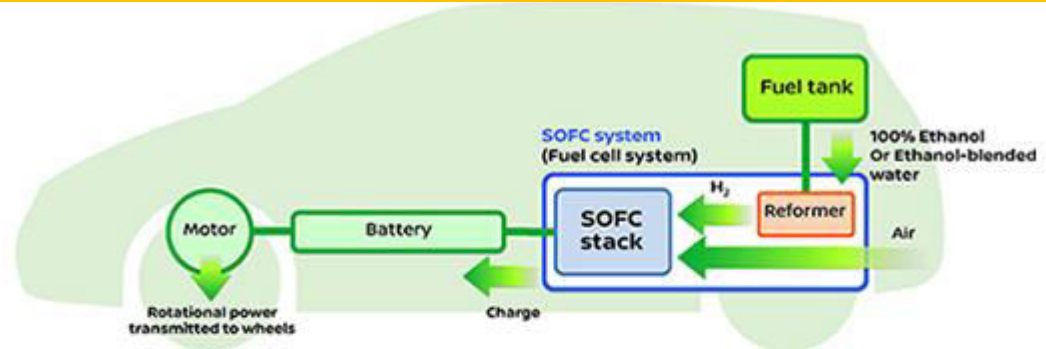 Fuel tank
SOFC system
(Fuel cell system)
100% Ethanol
Or Ethanol-blended
water
H₂
Reformer
SOFC
stack
Motor
Battery
Air
Charge
Rotational power
transmitted to wheels